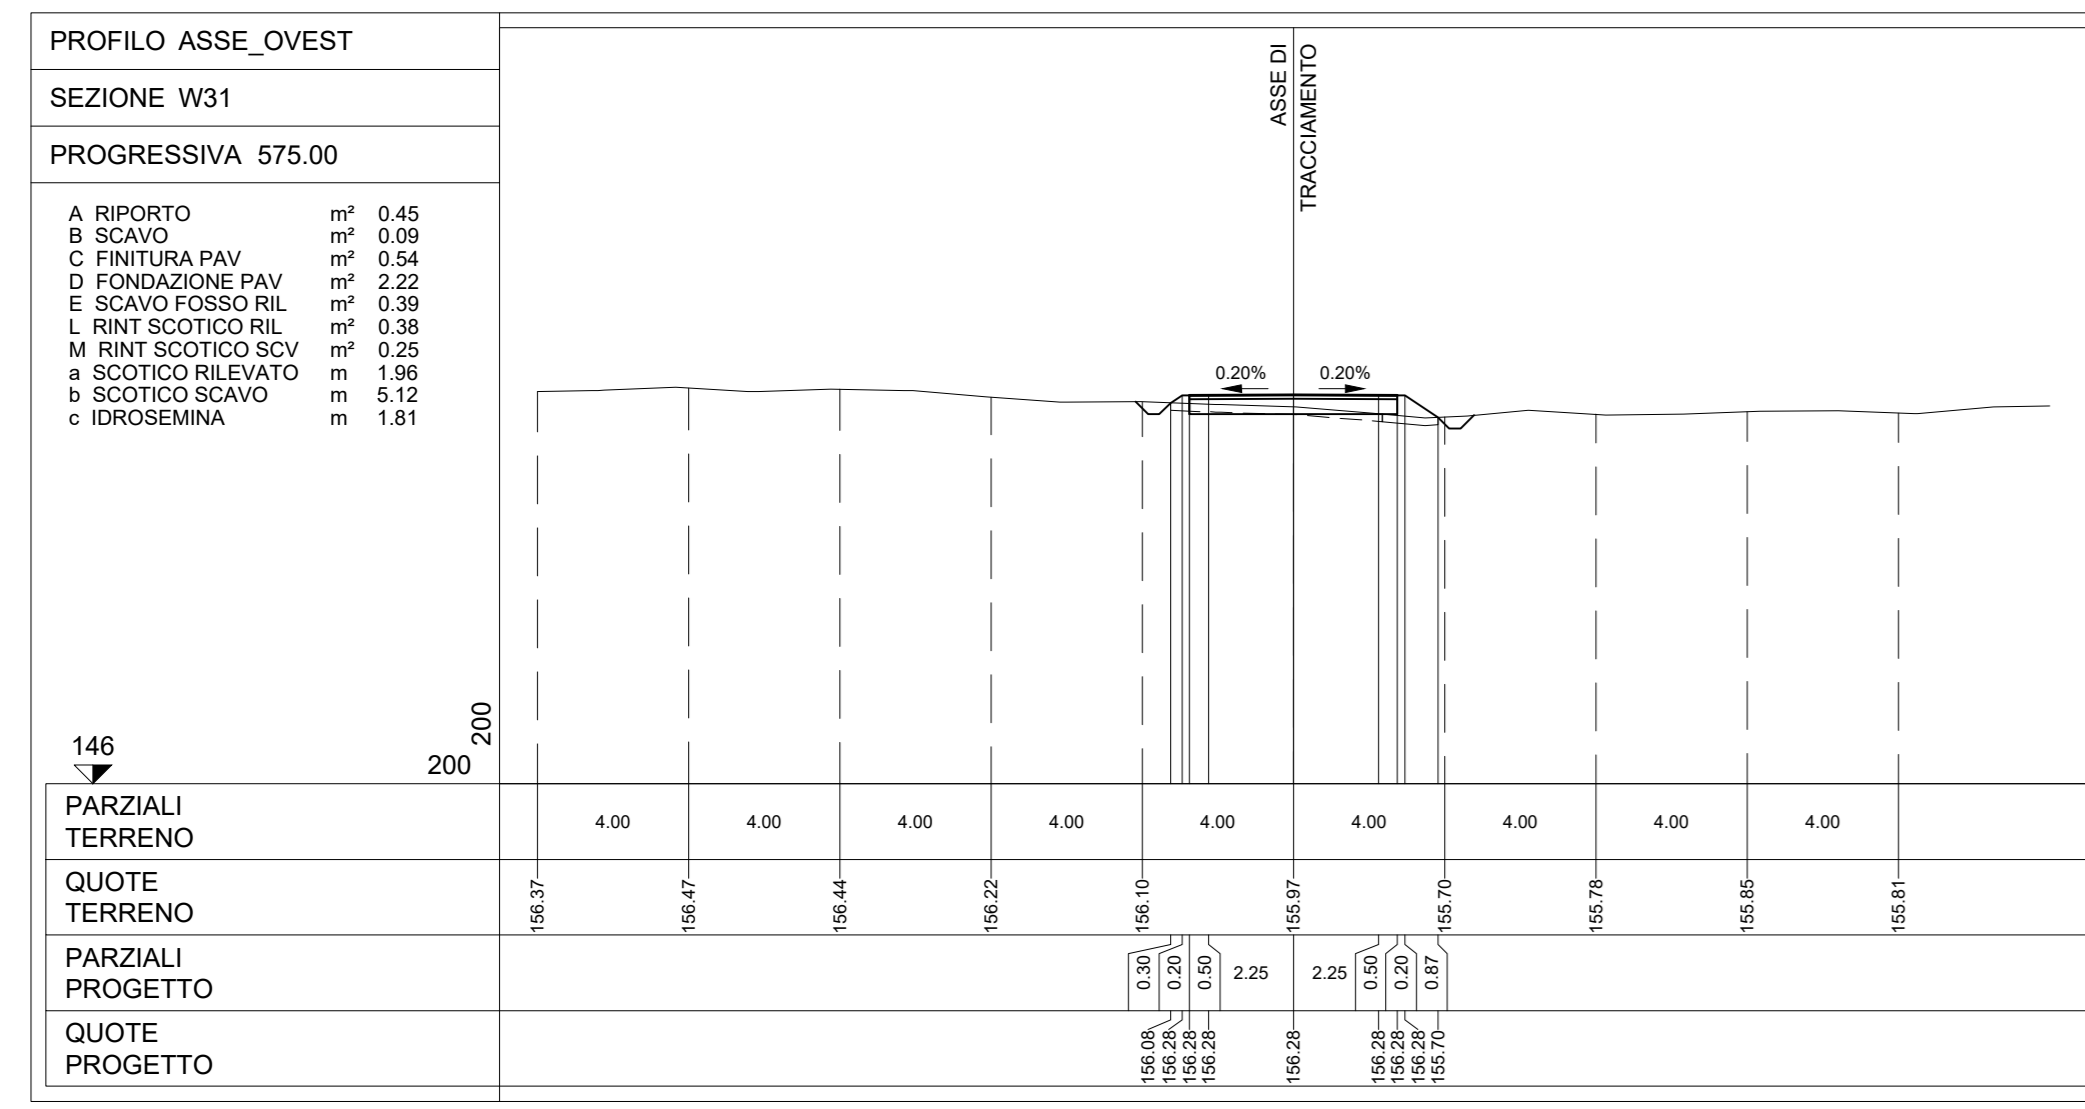 PROFILO ASSE_OVEST
SEZIONE W31
PROGRESSIVA 575.00
A RIPORTO m² 0.45
B SCAVO m² 0.09
C FINITURA PAV m² 0.54
D FONDAZIONE PAV m² 2.22
E SCAVO FOSSO RIL m² 0.39
L RINT SCOTICO RIL m² 0.38
M RINT SCOTICO SCV m² 0.25
a SCOTICO RILEVATO m 1.96
b SCOTICO SCAVO m 5.12
c IDROSEMINA m 1.81
ASSE DI
TRACCIAMENTO
0.20% 0.20%
200
146
200
PARZIALI
TERRENO
4.00 4.00 4.00 4.00 4.00 4.00 4.00 4.00 4.00
QUOTE
TERRENO
156.37 156.47 156.44 156.22 156.10 155.97 155.70 155.78 155.85 155.81
PARZIALI
PROGETTO
0.30 0.20 0.50 2.25 2.25 0.50 0.20 0.87
QUOTE
PROGETTO
156.08 156.28 156.28 156.28 156.28 156.28 156.28 156.28 155.70